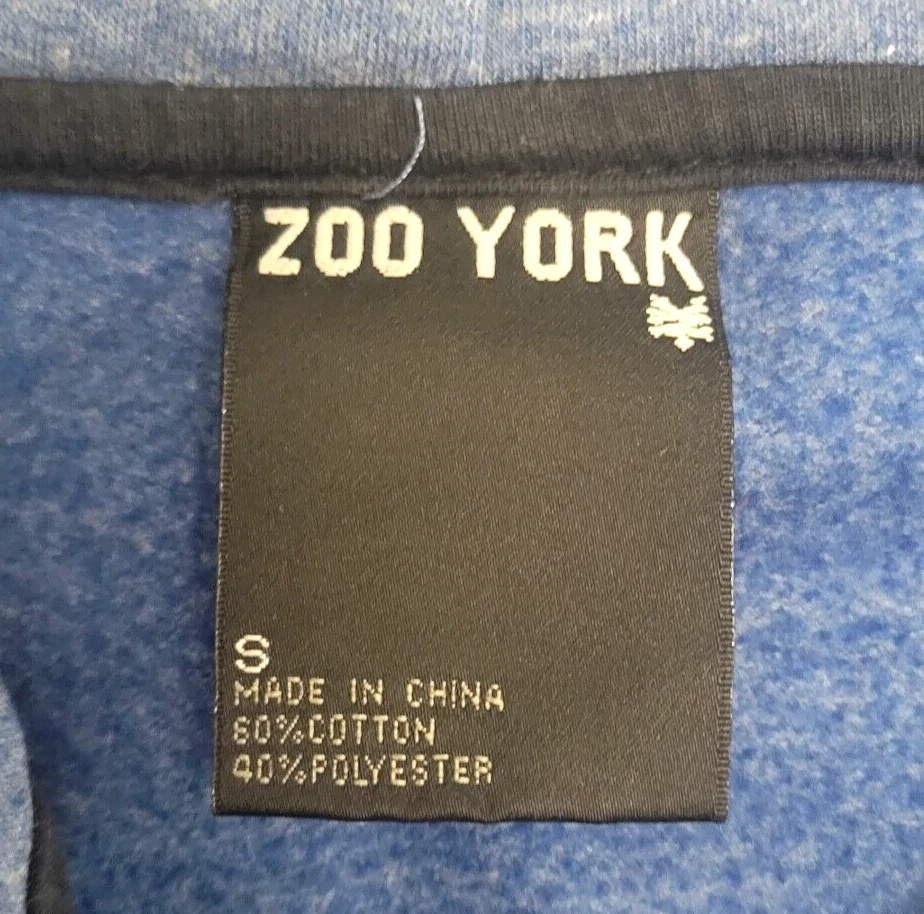 ZOO YORK
S
MADE IN CHINA
60%COTTON
40%POLYESTER